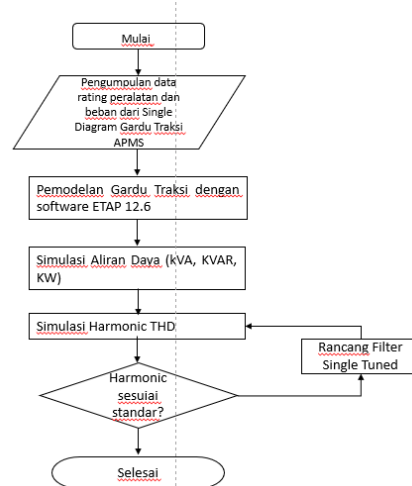 Mulai
Pengumpulan data
rating peralatan dan
beban dari Single
Diagram Gardu Traksi
APMS
Pemodelan Gardu Traksi dengan
software ETAP 12.6
Simulasi Aliran Daya (kVA, KVAR,
KW)
Simulasi Harmonic THD
Rancang Filter
Single Tuned
Harmonic
sesuiai
standar?
Selesai